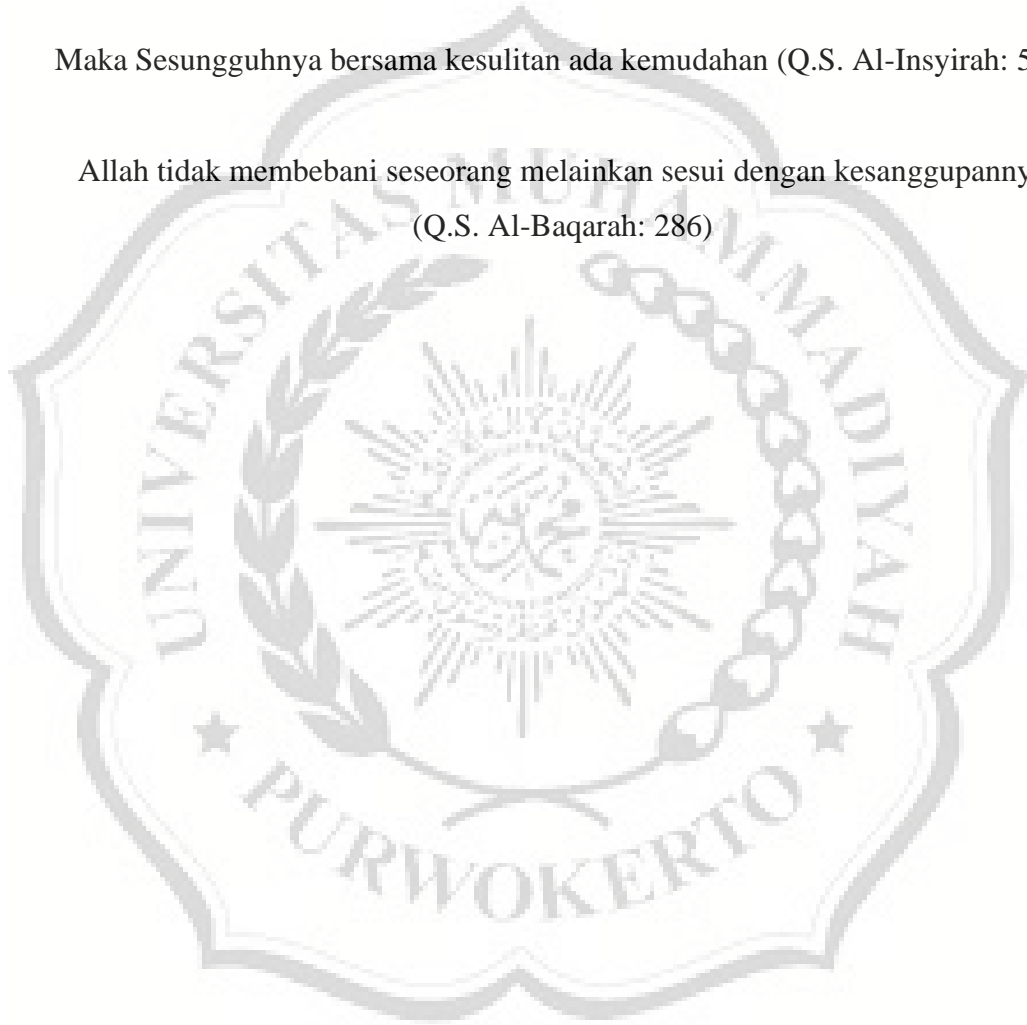 Maka Sesungguhnya bersama kesulitan ada kemudahan (Q.S. Al-Insyirah: 5
Allah tidak membebani seseorang melainkan sesui dengan kesanggupanny
(Q.S. Al-Baqarah: 286)
UNIVERSITAS MUHAMMADIYAH
PURWOKERTO